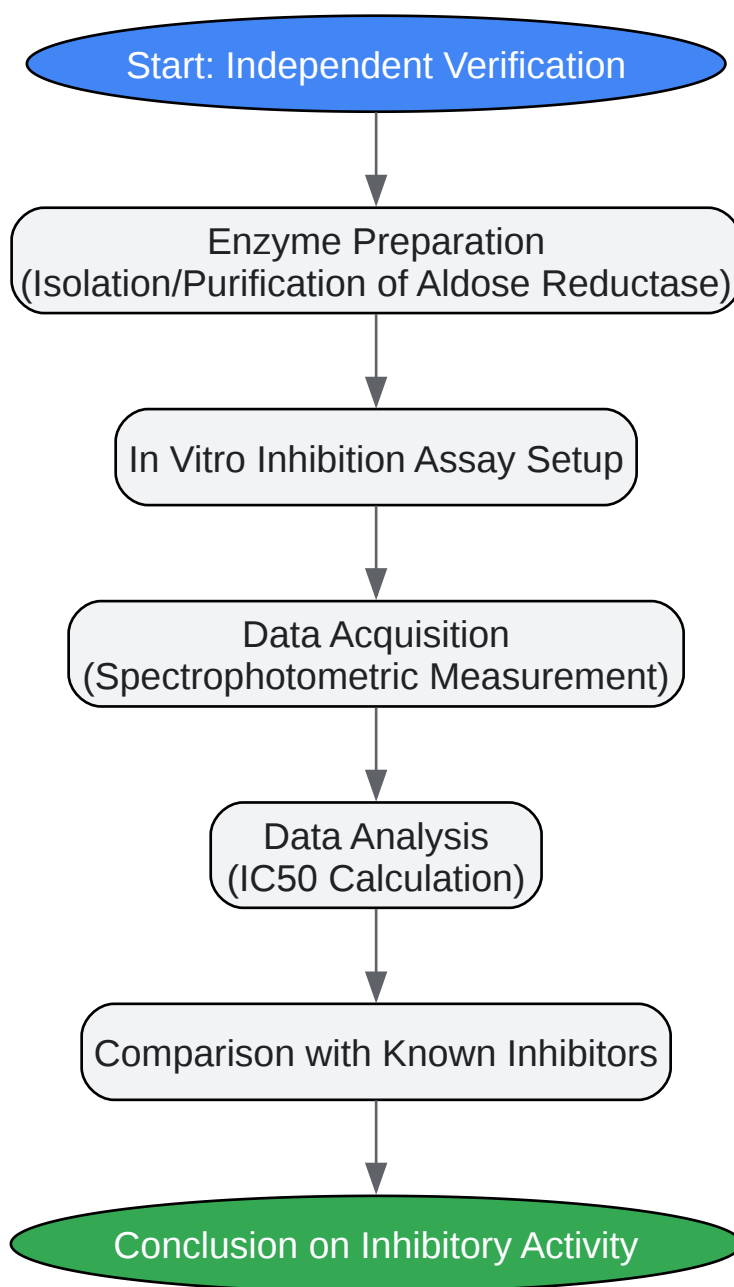 Start: Independent Verification
Enzyme Preparation
(Isolation/Purification of Aldose Reductase)
In Vitro Inhibition Assay Setup
Data Acquisition
(Spectrophotometric Measurement)
Data Analysis
(IC50 Calculation)
Comparison with Known Inhibitors
Conclusion on Inhibitory Activity